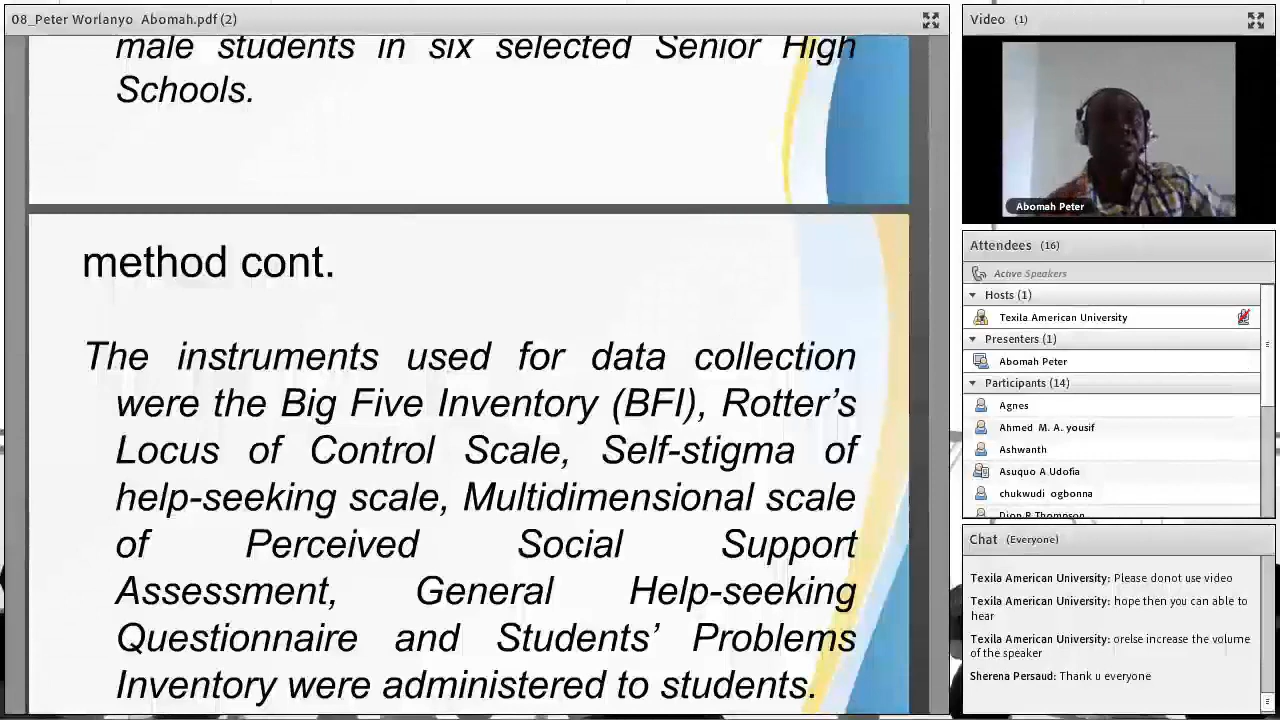 08_Peter Worlanyo Abomah.pdf (2)
male students in six selected Senior High
Schools.
method cont.
The instruments used for data collection
were the Big Five Inventory (BFI), Rotter’s
Locus of Control Scale, Self-stigma of
help-seeking scale, Multidimensional scale
of Perceived Social Support
Assessment, General Help-seeking
Questionnaire and Students’ Problems
Inventory were administered to students.
Video (1)
Abomah Peter
Attendees (16)
Active Speakers
Hosts (1)
Texila American University
Presenters (1)
Abomah Peter
Participants (14)
Agnes
Ahmed M. A. yousif
Ashwanth
Asuquo A Udofia
chukwudi ogbonna
Dion R Thompson
Chat (Everyone)
Texila American University: Please donot use video
Texila American University: hope then you can able to
hear
Texila American University: orelse increase the volume
of the speaker
Sherena Persaud: Thank u everyone